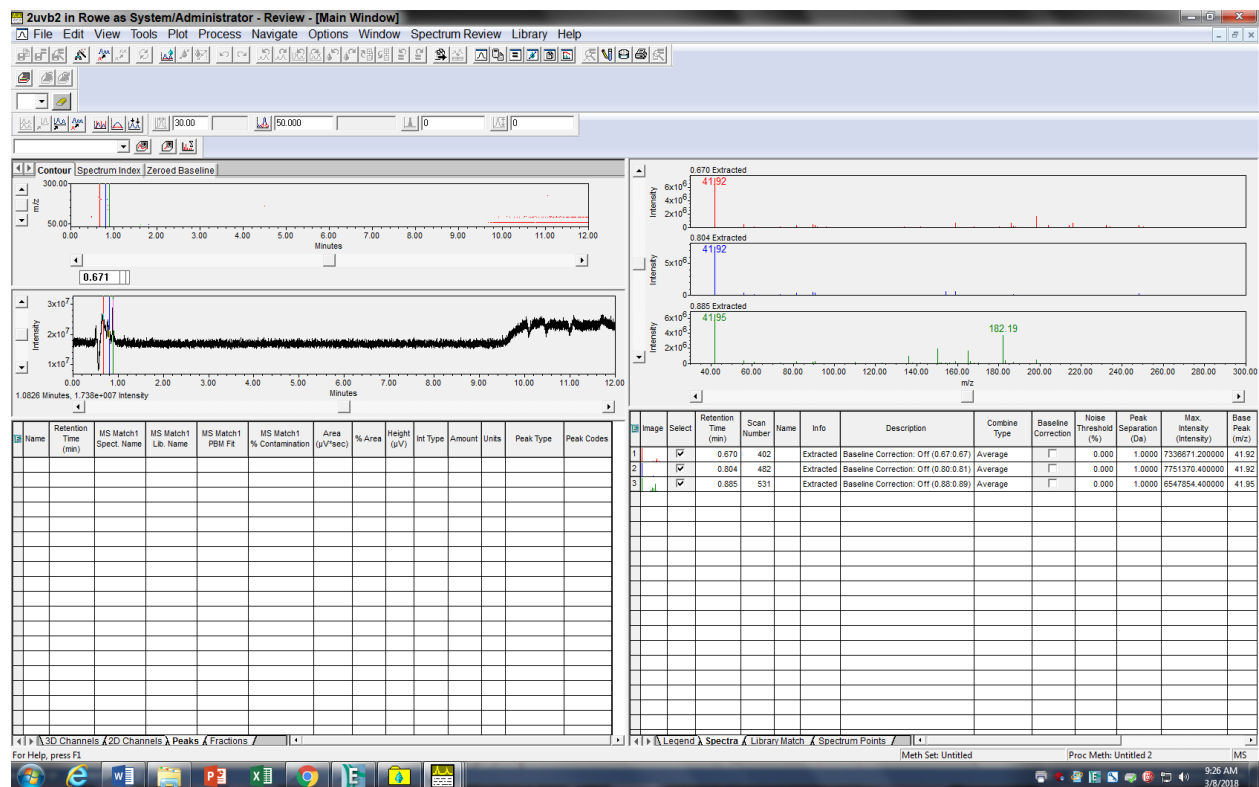 2uvb2 in Rowe as System/Administrator - Review - [Main Window]
File Edit View Tools Plot Process Navigate Options Window Spectrum Review Library Help
30.00 50.000 0 0
Contour Spectrum Index Zeroed Baseline
300.00
m/z
50.00
0.00 1.00 2.00 3.00 4.00 5.00 6.00 7.00 8.00 9.00 10.00 11.00 12.00
Minutes
0.671
3x10⁷
2x10⁷
1x10⁷
Intensity
0.00 1.00 2.00 3.00 4.00 5.00 6.00 7.00 8.00 9.00 10.00 11.00 12.00
Minutes
1.0826 Minutes, 1.738e+007 Intensity
Name Retention Time (min) MS Match1 Spect. Name MS Match1 Lib. Name MS Match1 PBM Fit MS Match1 % Contamination Area (µV*sec) % Area Height (µV) Int Type Amount Units Peak Type Peak Codes
3D Channels 2D Channels Peaks Fractions
0.670 Extracted
41.92
6x10⁶
4x10⁶
2x10⁶
0
Intensity
0.804 Extracted
41.92
5x10⁶
0
Intensity
0.885 Extracted
41.95
182.19
6x10⁶
4x10⁶
2x10⁶
0
Intensity
40.00 60.00 80.00 100.00 120.00 140.00 160.00 180.00 200.00 220.00 240.00 260.00 280.00 300.00
m/z
Image Select Retention Time (min) Scan Number Name Info Description Combine Type Baseline Correction Noise Threshold (%) Peak Separation (Da) Max. Intensity (Intensity) Base Peak (m/z)
1 0.670 402 Extracted Baseline Correction: Off (0.67:0.67) Average 0.000 1.0000 7336671.200000 41.92
2 0.804 482 Extracted Baseline Correction: Off (0.80:0.81) Average 0.000 1.0000 7751370.400000 41.92
3 0.885 531 Extracted Baseline Correction: Off (0.88:0.89) Average 0.000 1.0000 6547854.400000 41.95
Legend Spectra Library Match Spectrum Points
For Help, press F1
Meth Set: Untitled Proc Meth: Untitled 2 MS
9:26 AM
3/8/2018